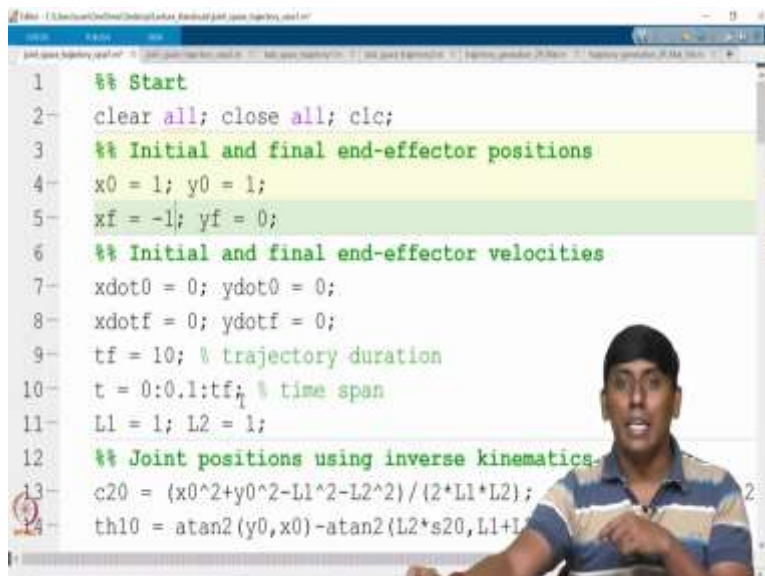 1 %% Start
2 clear all; close all; clc;
3 %% Initial and final end-effector positions
4 x0 = 1; y0 = 1;
5 xf = -1; yf = 0;
6 %% Initial and final end-effector velocities
7 xdot0 = 0; ydot0 = 0;
8 xdotf = 0; ydotf = 0;
9 tf = 10; % trajectory duration
10 t = 0:0.1:tf; % time span
11 L1 = 1; L2 = 1;
12 %% Joint positions using inverse kinematics
13 c20 = (x0^2+y0^2-L1^2-L2^2)/(2*L1*L2); 2
14 th10 = atan2(y0,x0)-atan2(L2*s20,L1+L